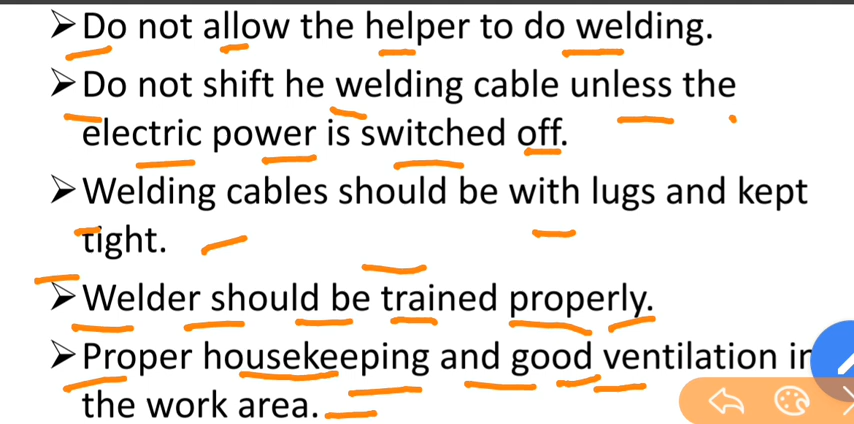 ➢Do not allow the helper to do welding.
➢Do not shift he welding cable unless the
electric power is switched off.
➢Welding cables should be with lugs and kept
tight.
➢Welder should be trained properly.
➢Proper housekeeping and good ventilation in
the work area.